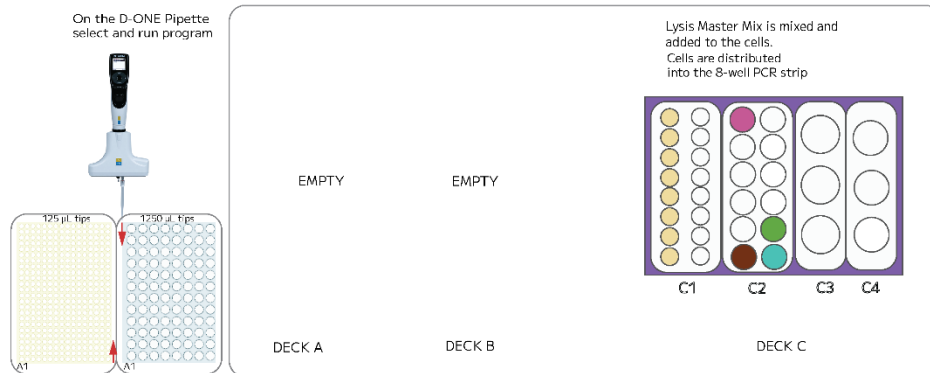 On the D-ONE Pipette
select and run program
Lysis Master Mix is mixed and
added to the cells.
Cells are distributed
into the 8-well PCR strip
EMPTY
EMPTY
125 µL tips
1250 µL tips
A1
A1
C1
C2
C3
C4
DECK A
DECK B
DECK C